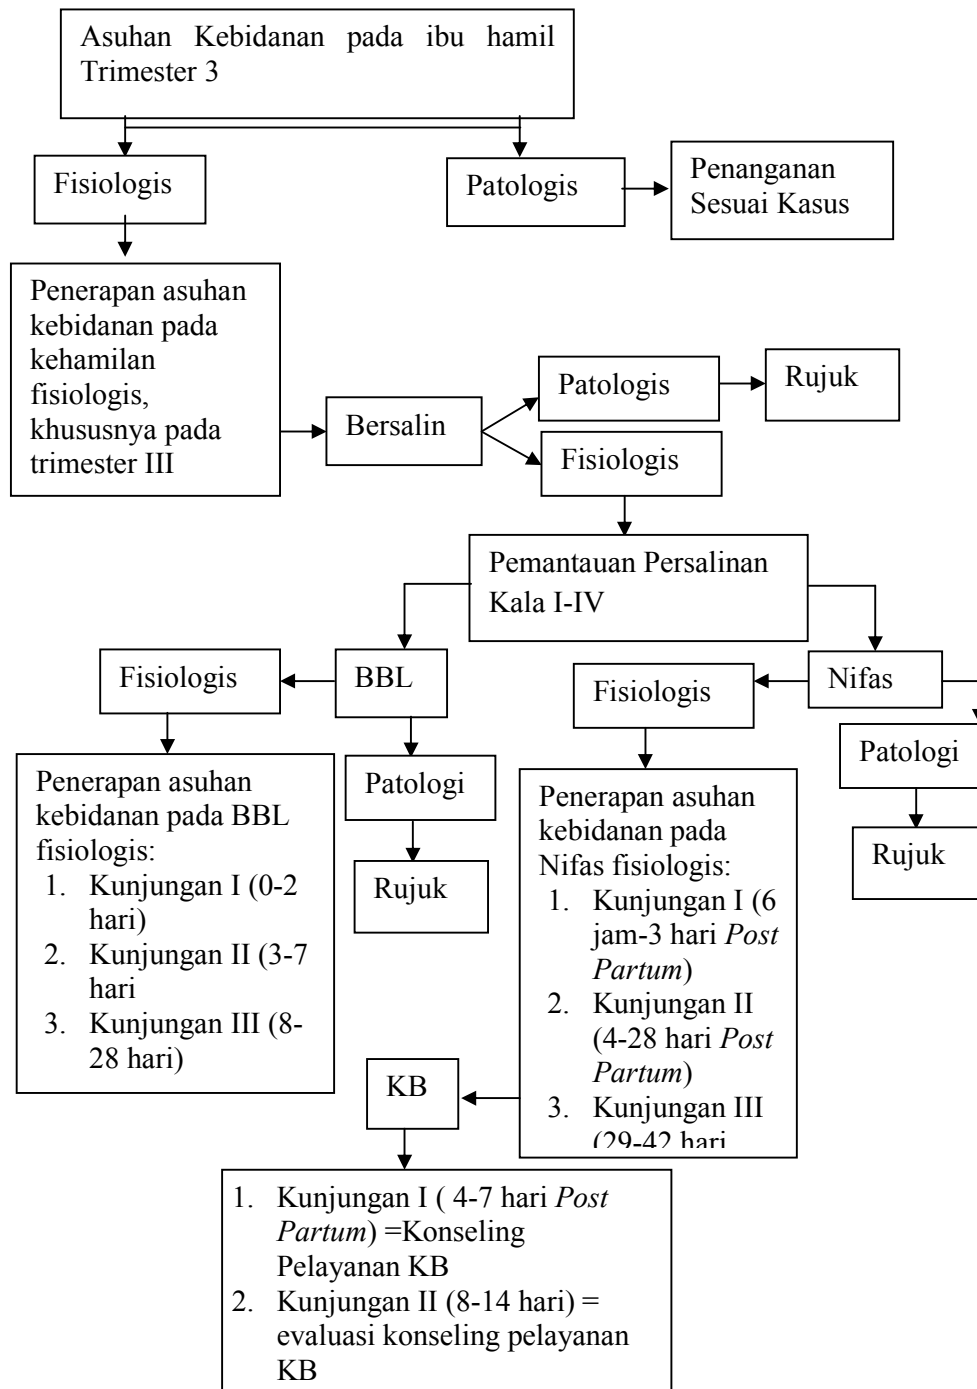 Asuhan Kebidanan pada ibu hamil
Trimester 3
Fisiologis
Patologis
Penanganan
Sesuai Kasus
Penerapan asuhan
kebidanan pada
kehamilan
fisiologis,
khususnya pada
trimester III
Bersalin
Patologis
Rujuk
Fisiologis
Pemantauan Persalinan
Kala I-IV
Fisiologis
BBL
Fisiologis
Nifas
Patologi
Rujuk
Penerapan asuhan
kebidanan pada BBL
fisiologis:
1. Kunjungan I (0-2
hari)
2. Kunjungan II (3-7
hari
3. Kunjungan III (8-
28 hari)
Patologi
Rujuk
Penerapan asuhan
kebidanan pada
Nifas fisiologis:
1. Kunjungan I (6
jam-3 hari Post
Partum)
2. Kunjungan II
(4-28 hari Post
Partum)
3. Kunjungan III
(29-42 hari
KB
1. Kunjungan I ( 4-7 hari Post
Partum) =Konseling
Pelayanan KB
2. Kunjungan II (8-14 hari) =
evaluasi konseling pelayanan
KB